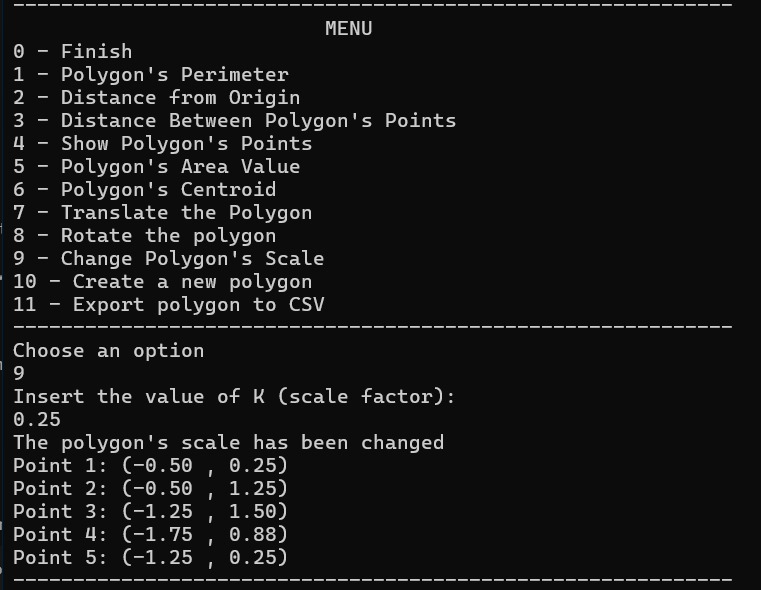 ------------------------------------------------------------
MENU
0 - Finish
1 - Polygon's Perimeter
2 - Distance from Origin
3 - Distance Between Polygon's Points
4 - Show Polygon's Points
5 - Polygon's Area Value
6 - Polygon's Centroid
7 - Translate the Polygon
8 - Rotate the polygon
9 - Change Polygon's Scale
10 - Create a new polygon
11 - Export polygon to CSV
------------------------------------------------------------
Choose an option
9
Insert the value of K (scale factor):
0.25
The polygon's scale has been changed
Point 1: (-0.50 , 0.25)
Point 2: (-0.50 , 1.25)
Point 3: (-1.25 , 1.50)
Point 4: (-1.75 , 0.88)
Point 5: (-1.25 , 0.25)
------------------------------------------------------------